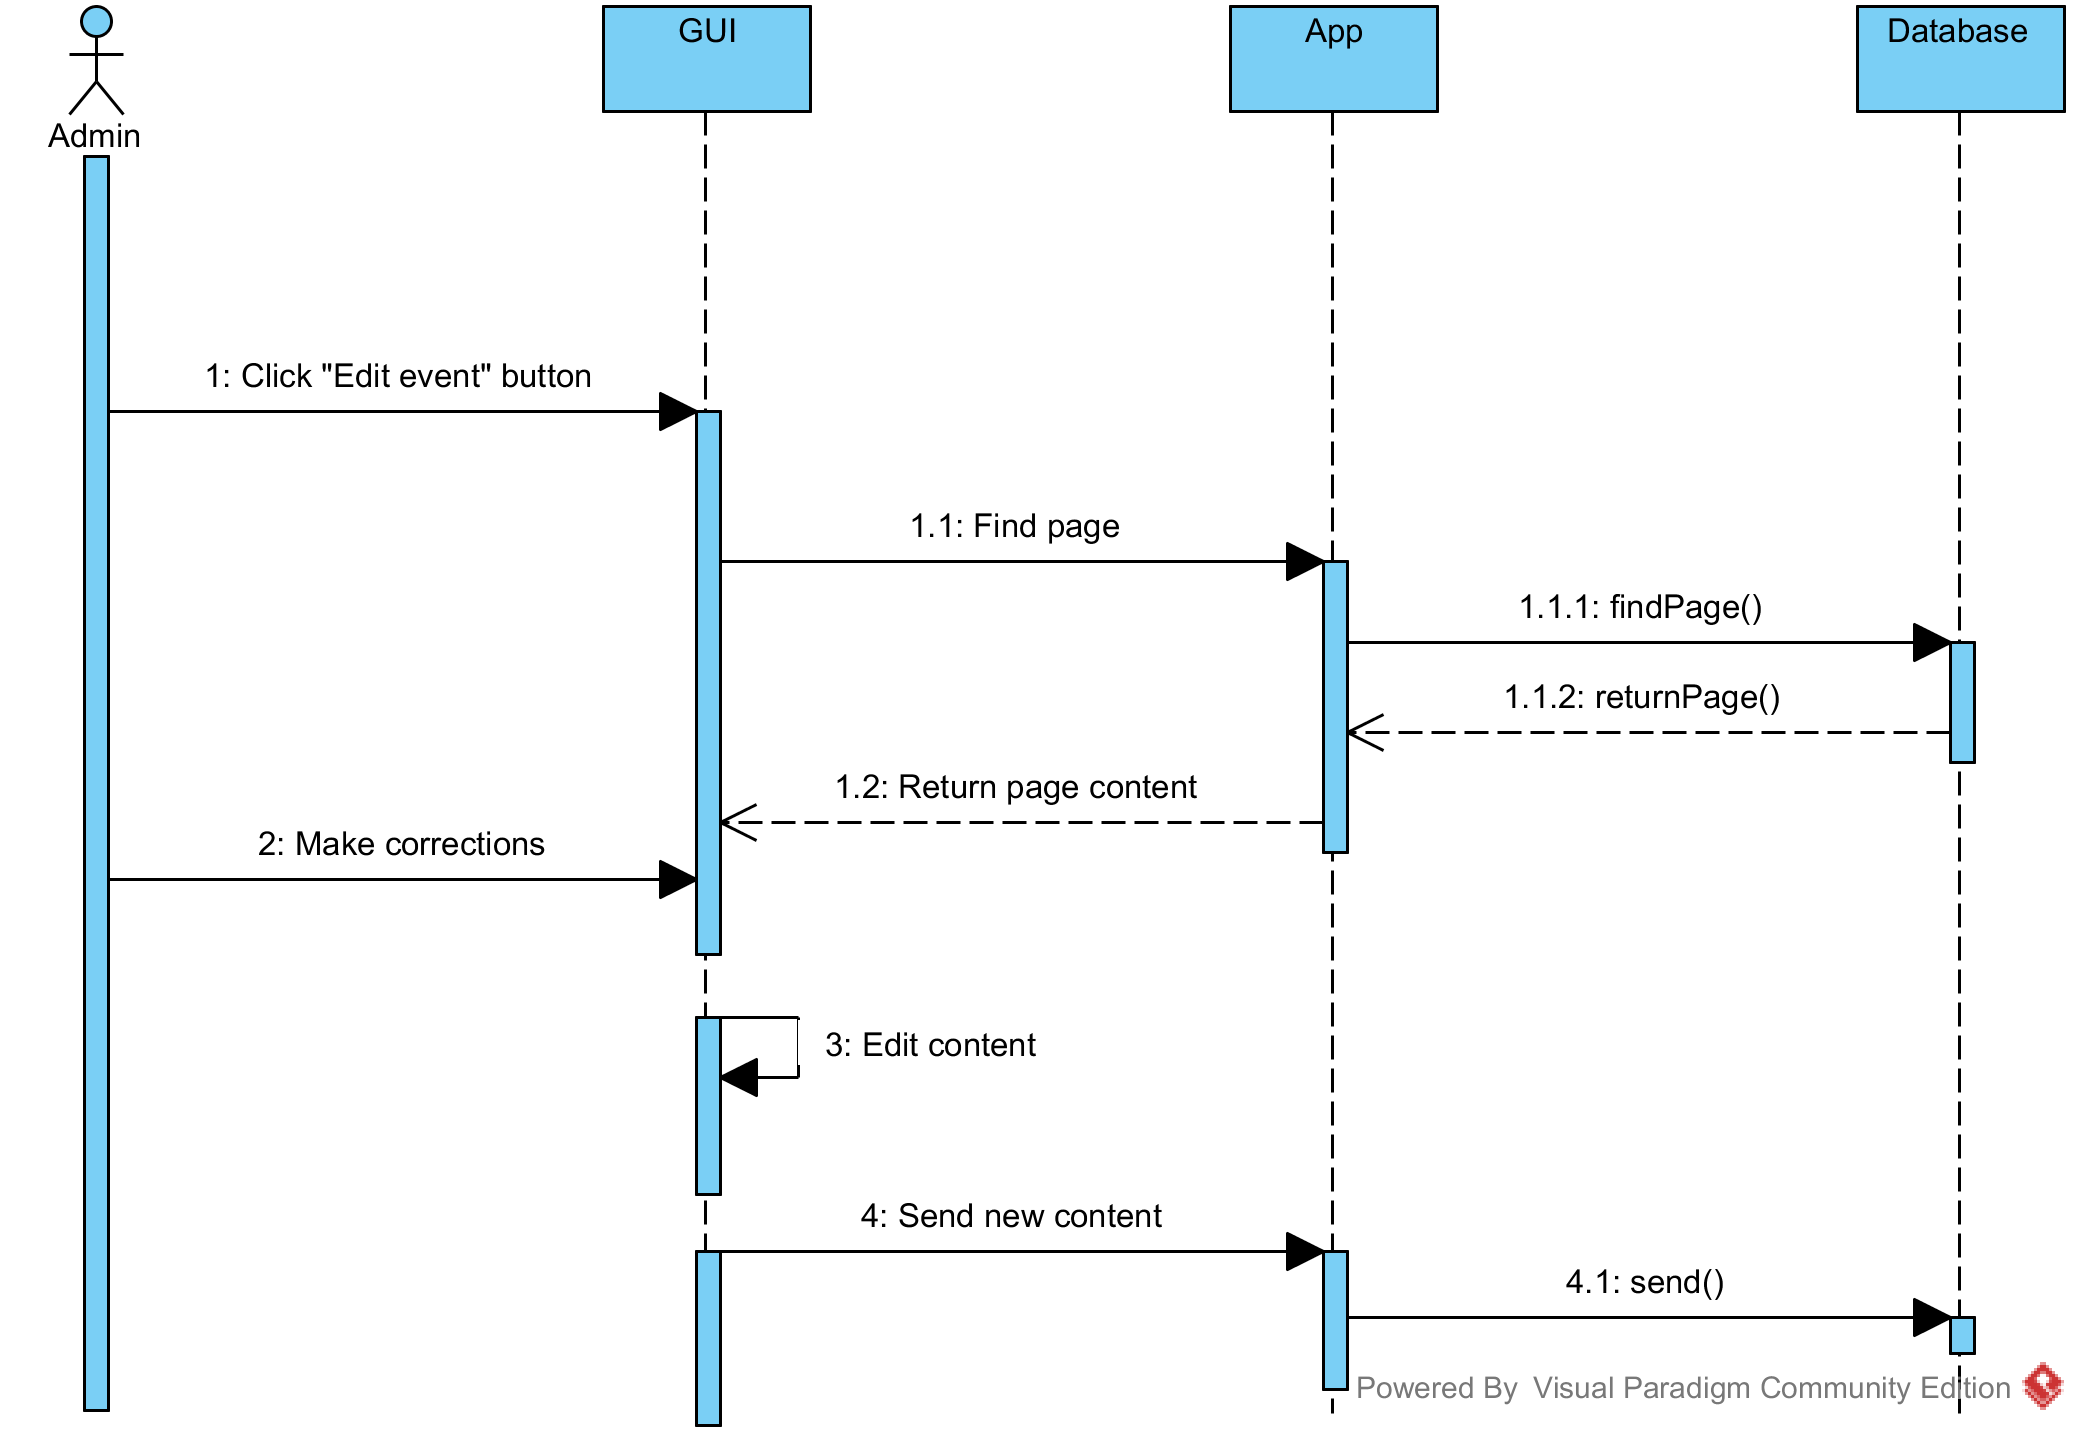 GUI
App
Database
Admin
1: Click "Edit event" button
1.1: Find page
1.1.1: findPage()
1.1.2: returnPage()
1.2: Return page content
2: Make corrections
3: Edit content
4: Send new content
4.1: send()
Powered By Visual Paradigm Community Edition